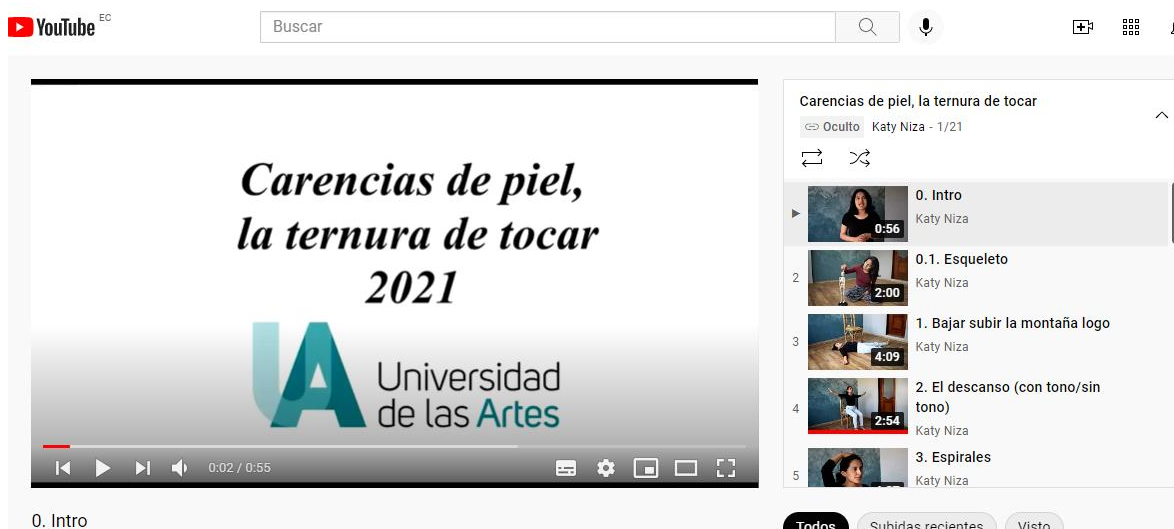 YouTube EC
Buscar
Carencias de piel,
la ternura de tocar
2021
UA
Universidad
de las Artes
0:02 / 0:55
0. Intro
Carencias de piel, la ternura de tocar
Oculto Katy Niza - 1/21
0. Intro
Katy Niza
0:56
2
0.1. Esqueleto
Katy Niza
2:00
3
1. Bajar subir la montaña logo
Katy Niza
4:09
4
2. El descanso (con tono/sin
tono)
Katy Niza
2:54
5
3. Espirales
Katy Niza
Todos Subidas recientes Visto